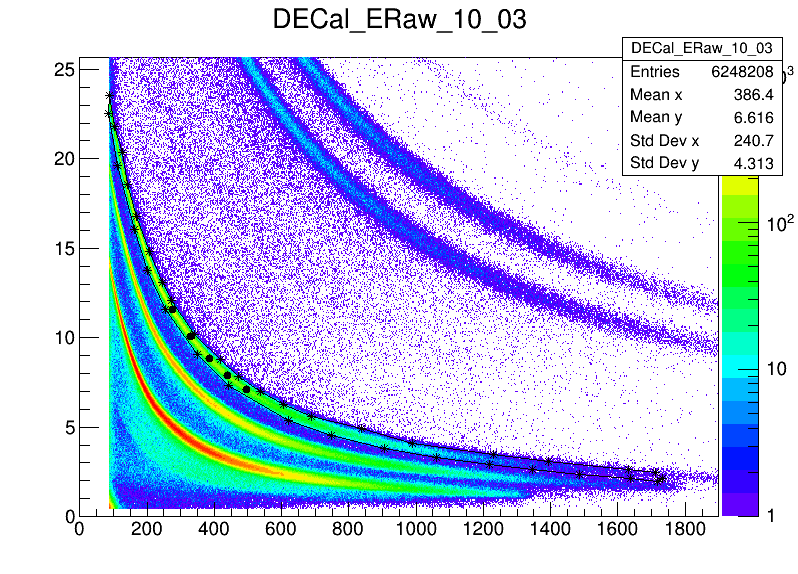 DECal_ERaw_10_03
DECal_ERaw_10_03
Entries 6248208
Mean x 386.4
Mean y 6.616
Std Dev x 240.7
Std Dev y 4.313
25
20
15
10
5
0
0 200 400 600 800 1000 1200 1400 1600 1800
10²
10
1